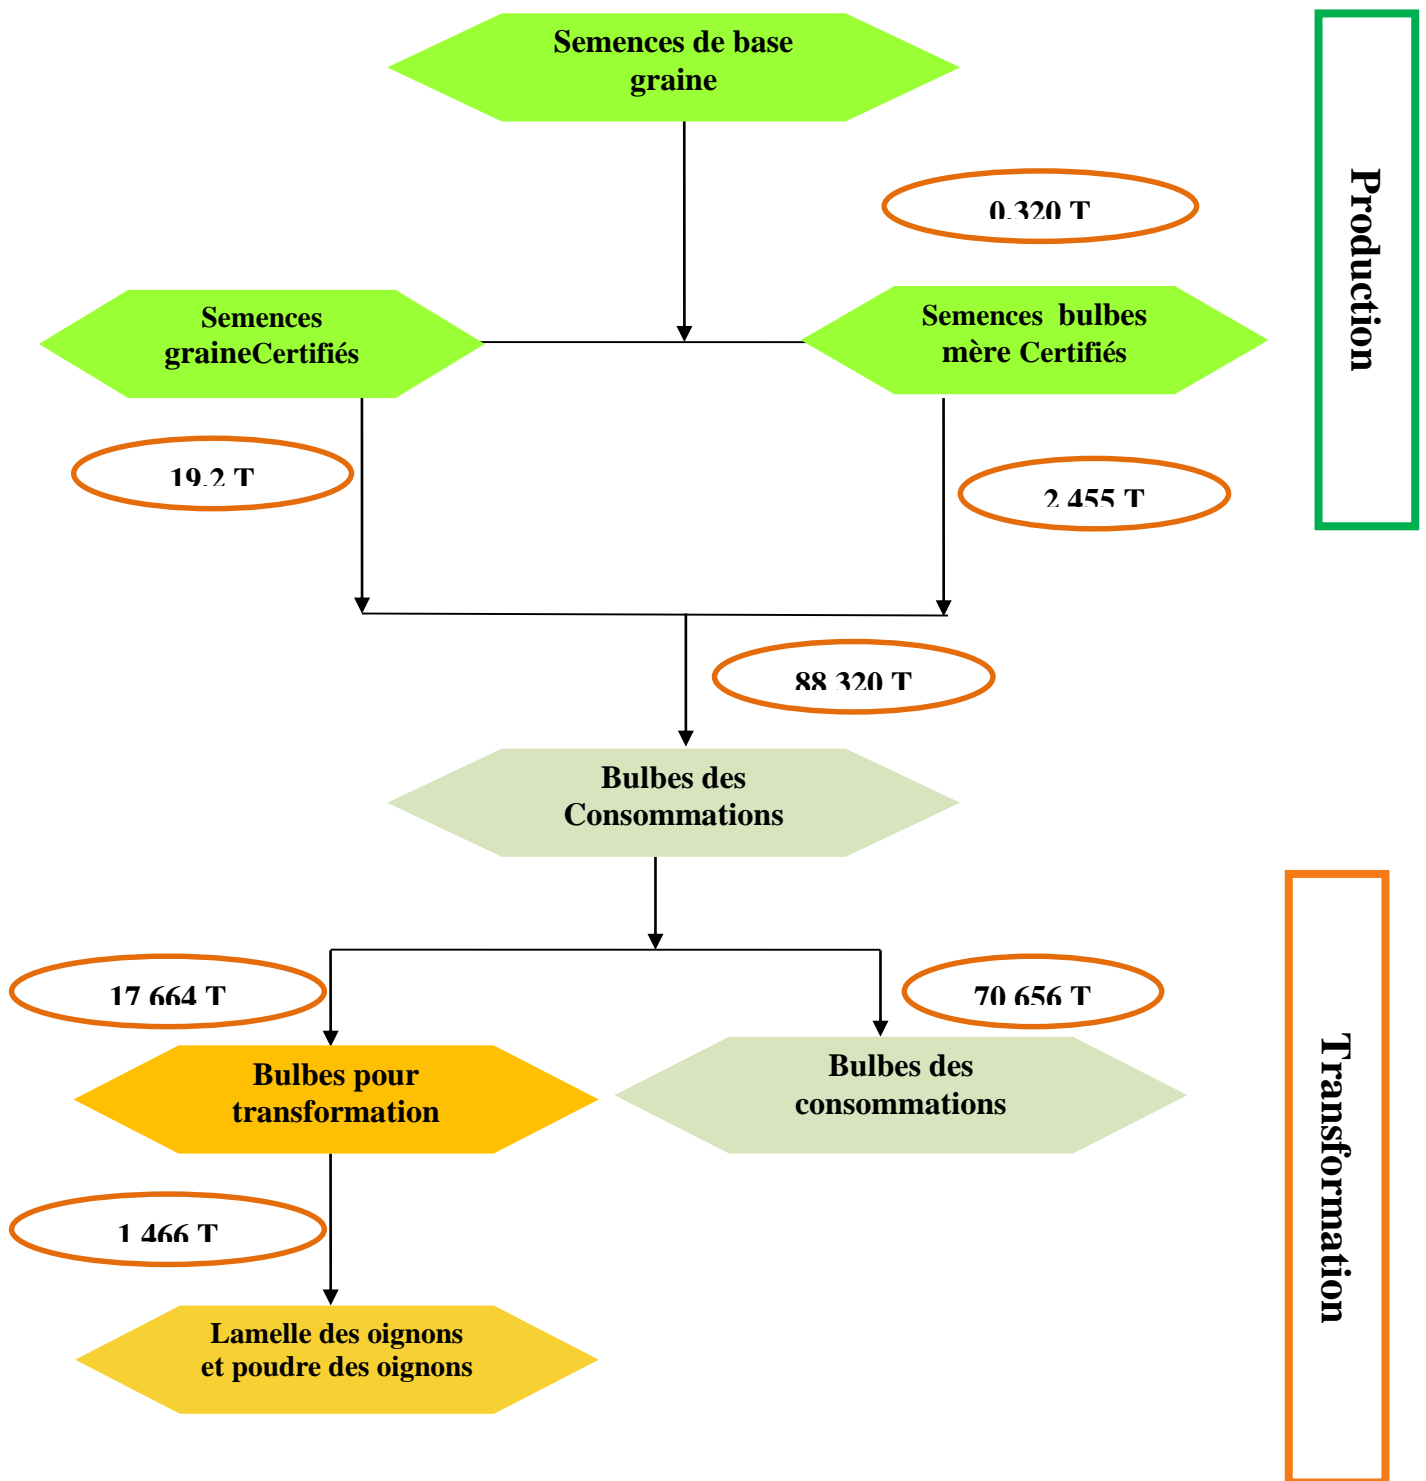 Semences de base
graine
Production
0.320 T
Semences
graineCertifiés
Semences bulbes
mère Certifiés
19.2 T
2 455 T
88 320 T
Bulbes des
Consommations
17 664 T
70 656 T
Bulbes pour
transformation
Bulbes des
consommations
Transformation
1 466 T
Lamelle des oignons
et poudre des oignons